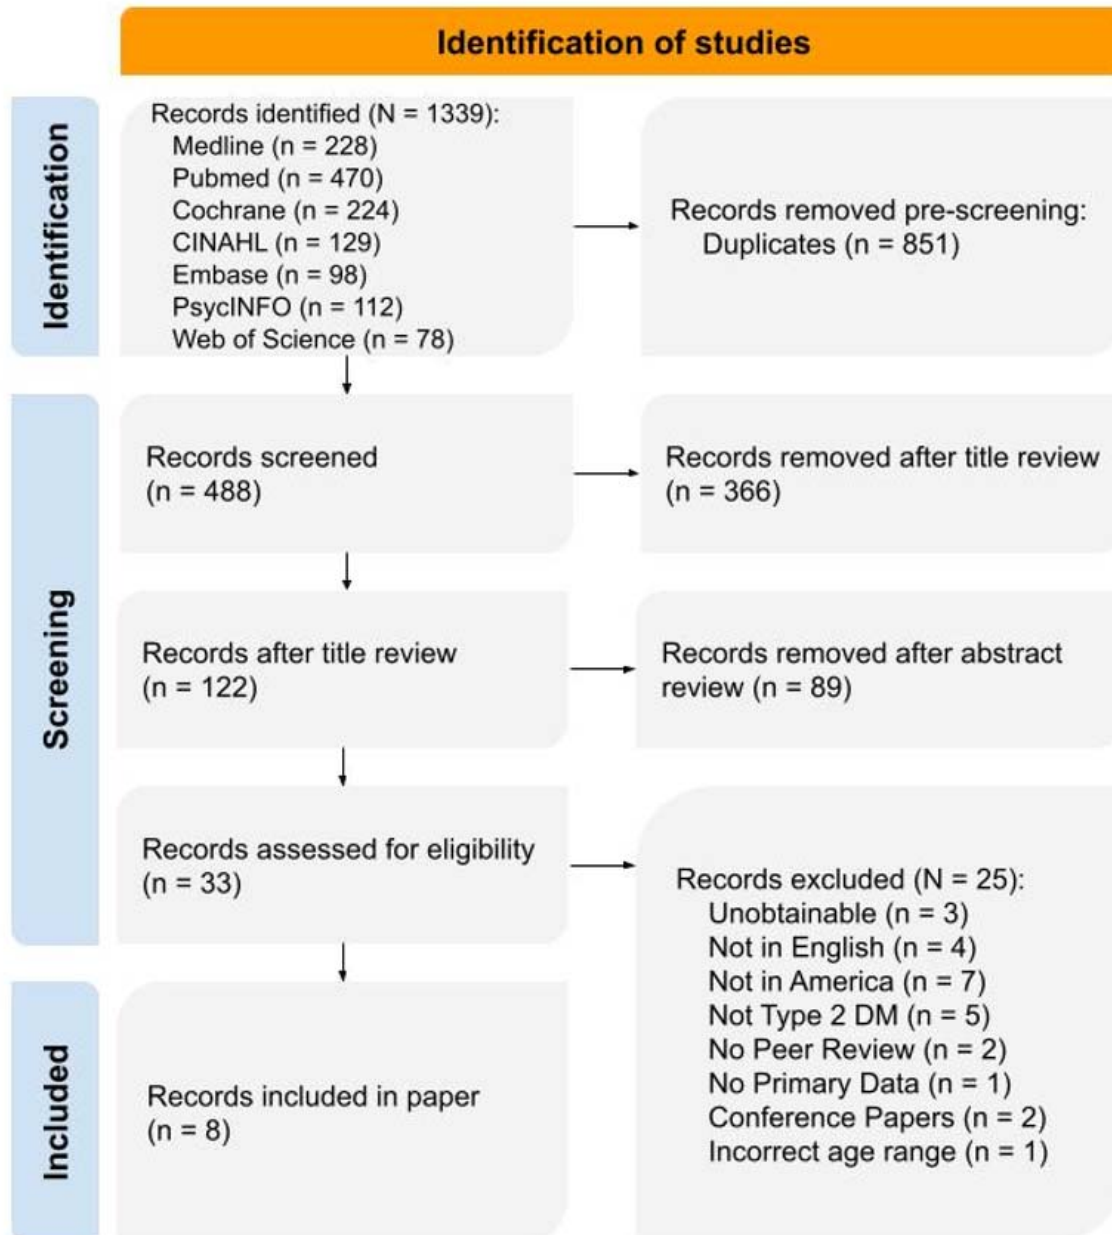 Identification of studies
Identification
Records identified (N = 1339):
Medline (n = 228)
Pubmed (n = 470)
Cochrane (n = 224)
CINAHL (n = 129)
Embase (n = 98)
PsycINFO (n = 112)
Web of Science (n = 78)
Records removed pre-screening:
Duplicates (n = 851)
Screening
Records screened
(n = 488)
Records removed after title review
(n = 366)
Records after title review
(n = 122)
Records removed after abstract
review (n = 89)
Records assessed for eligibility
(n = 33)
Records excluded (N = 25):
Unobtainable (n = 3)
Not in English (n = 4)
Not in America (n = 7)
Not Type 2 DM (n = 5)
No Peer Review (n = 2)
No Primary Data (n = 1)
Conference Papers (n = 2)
Incorrect age range (n = 1)
Included
Records included in paper
(n = 8)